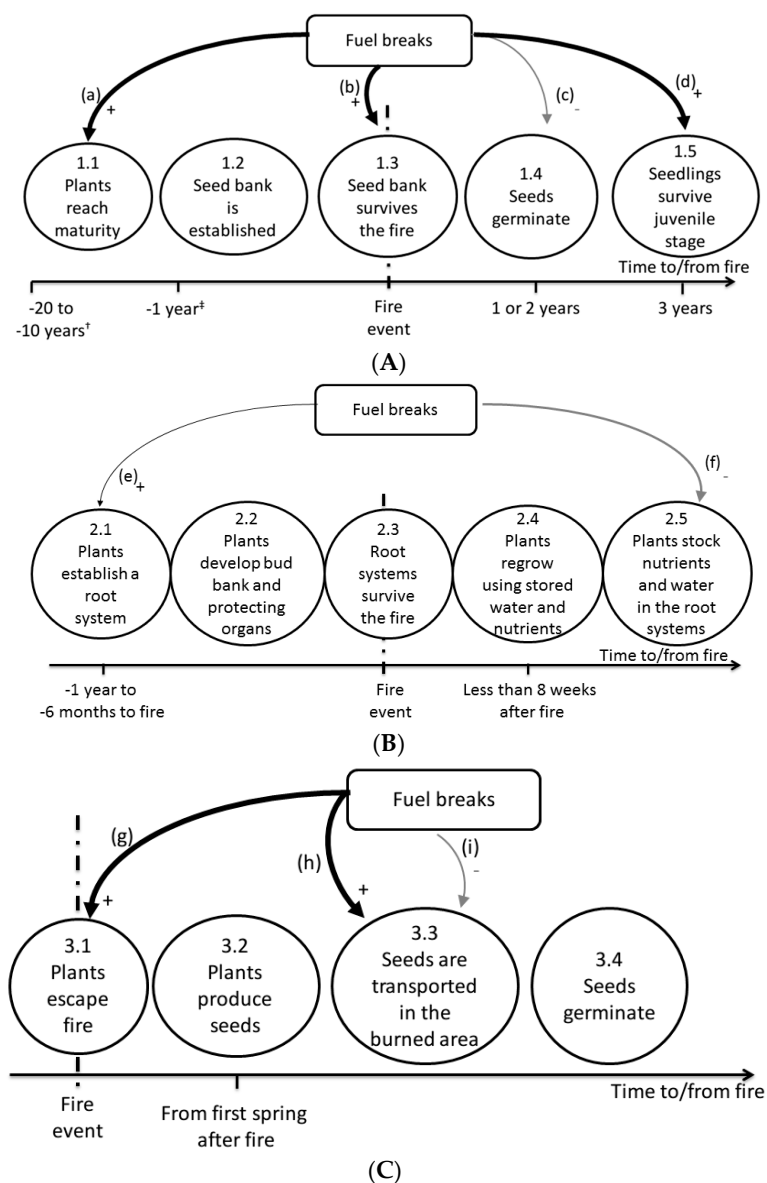 Fuel breaks
(a)
+
(b)
+
(c)
-
(d)
+
1.1
Plants
reach
maturity
1.2
Seed bank
is
established
1.3
Seed bank
survives
the fire
1.4
Seeds
germinate
1.5
Seedlings
survive
juvenile
stage
Time to/from fire
-20 to
-10 years†
-1 year‡
Fire
event
1 or 2 years
3 years
(A)
Fuel breaks
(e)
+
(f)
-
2.1
Plants
establish a
root
system
2.2
Plants
develop bud
bank and
protecting
organs
2.3
Root
systems
survive
the fire
2.4
Plants
regrow
using stored
water and
nutrients
2.5
Plants stock
nutrients
and water
in the root
systems
Time to/from fire
-1 year to
-6 months to fire
Fire
event
Less than 8 weeks
after fire
(B)
Fuel breaks
(g)
+
(h)
+
(i)
-
3.1
Plants
escape
fire
3.2
Plants
produce
seeds
3.3
Seeds are
transported
in the
burned area
3.4
Seeds
germinate
Time to/from fire
Fire
event
From first spring
after fire
(C)